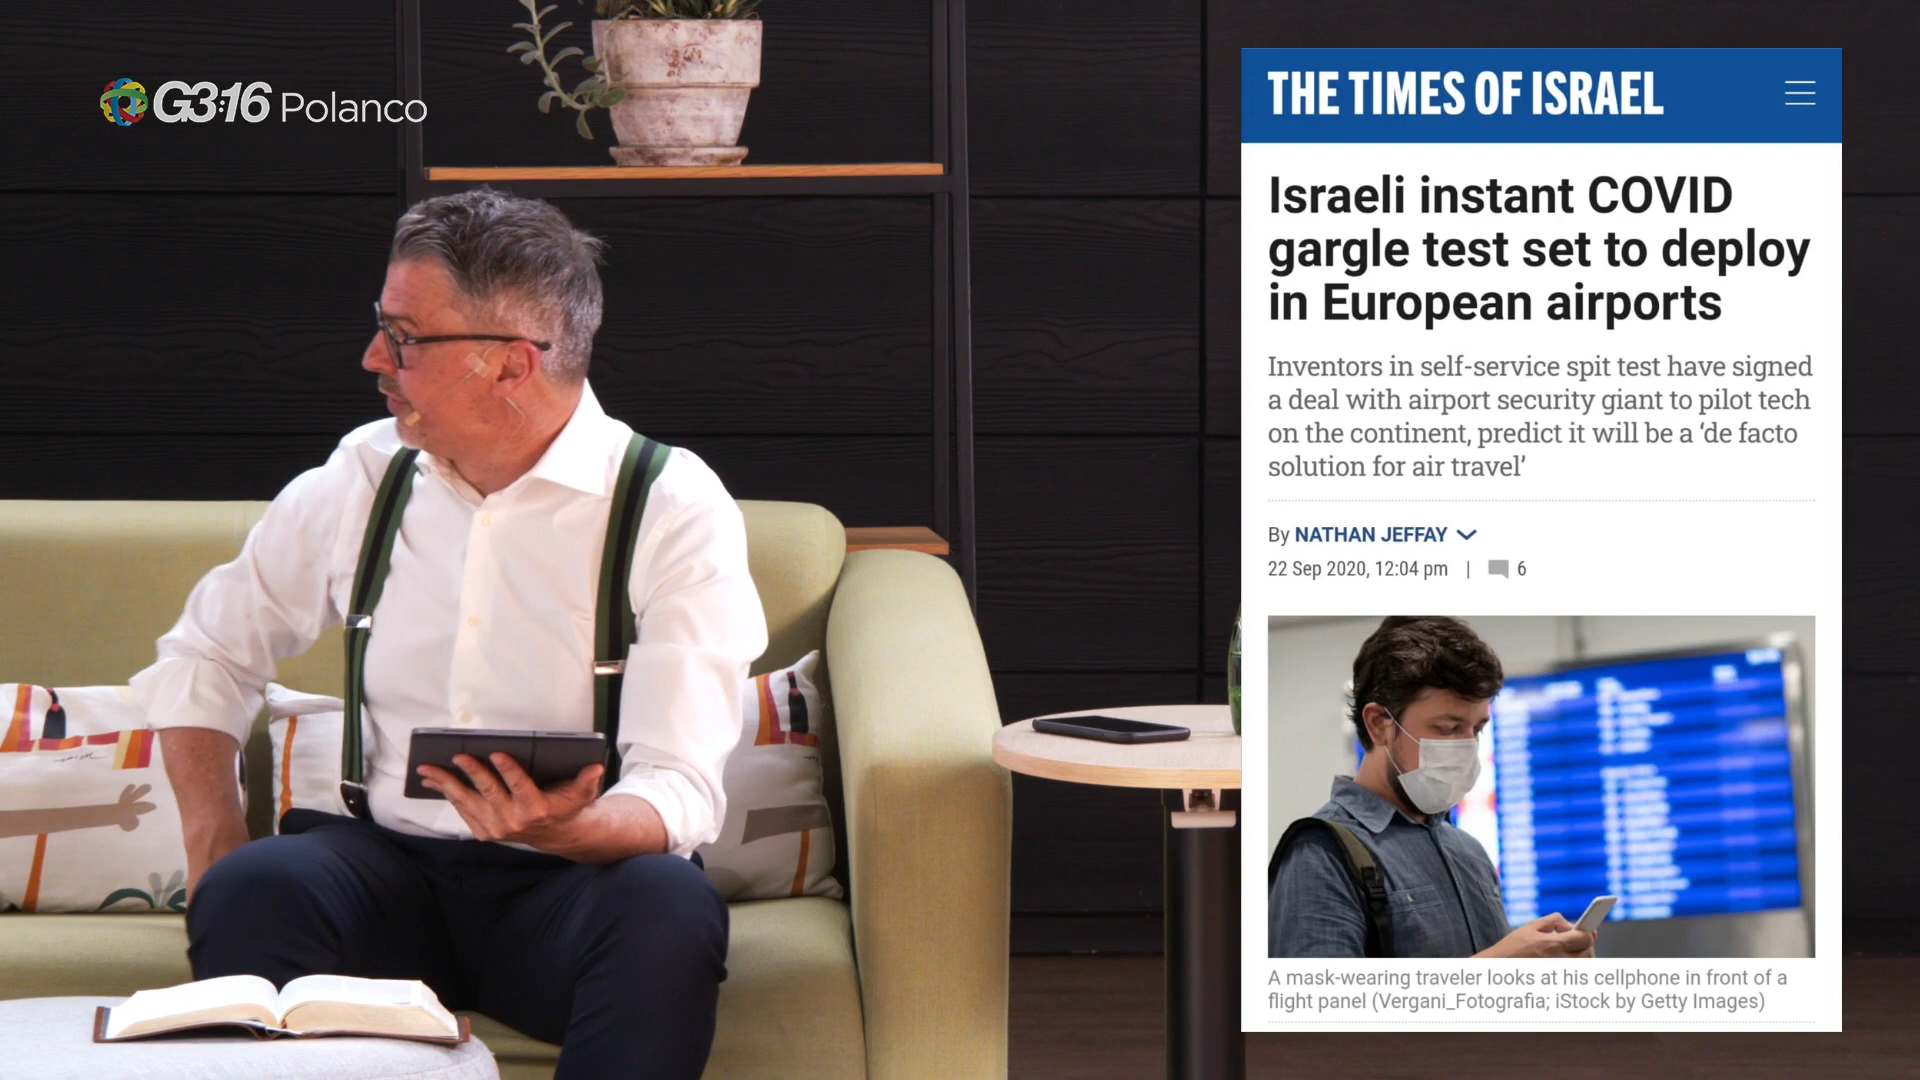 G3:16 Polanco
THE TIMES OF ISRAEL
Israeli instant COVID
gargle test set to deploy
in European airports
Inventors in self-service spit test have signed
a deal with airport security giant to pilot tech
on the continent, predict it will be a ‘de facto
solution for air travel’
By NATHAN JEFFAY
22 Sep 2020, 12:04 pm | 6
A mask-wearing traveler looks at his cellphone in front of a
flight panel (Vergani_Fotografia; iStock by Getty Images)